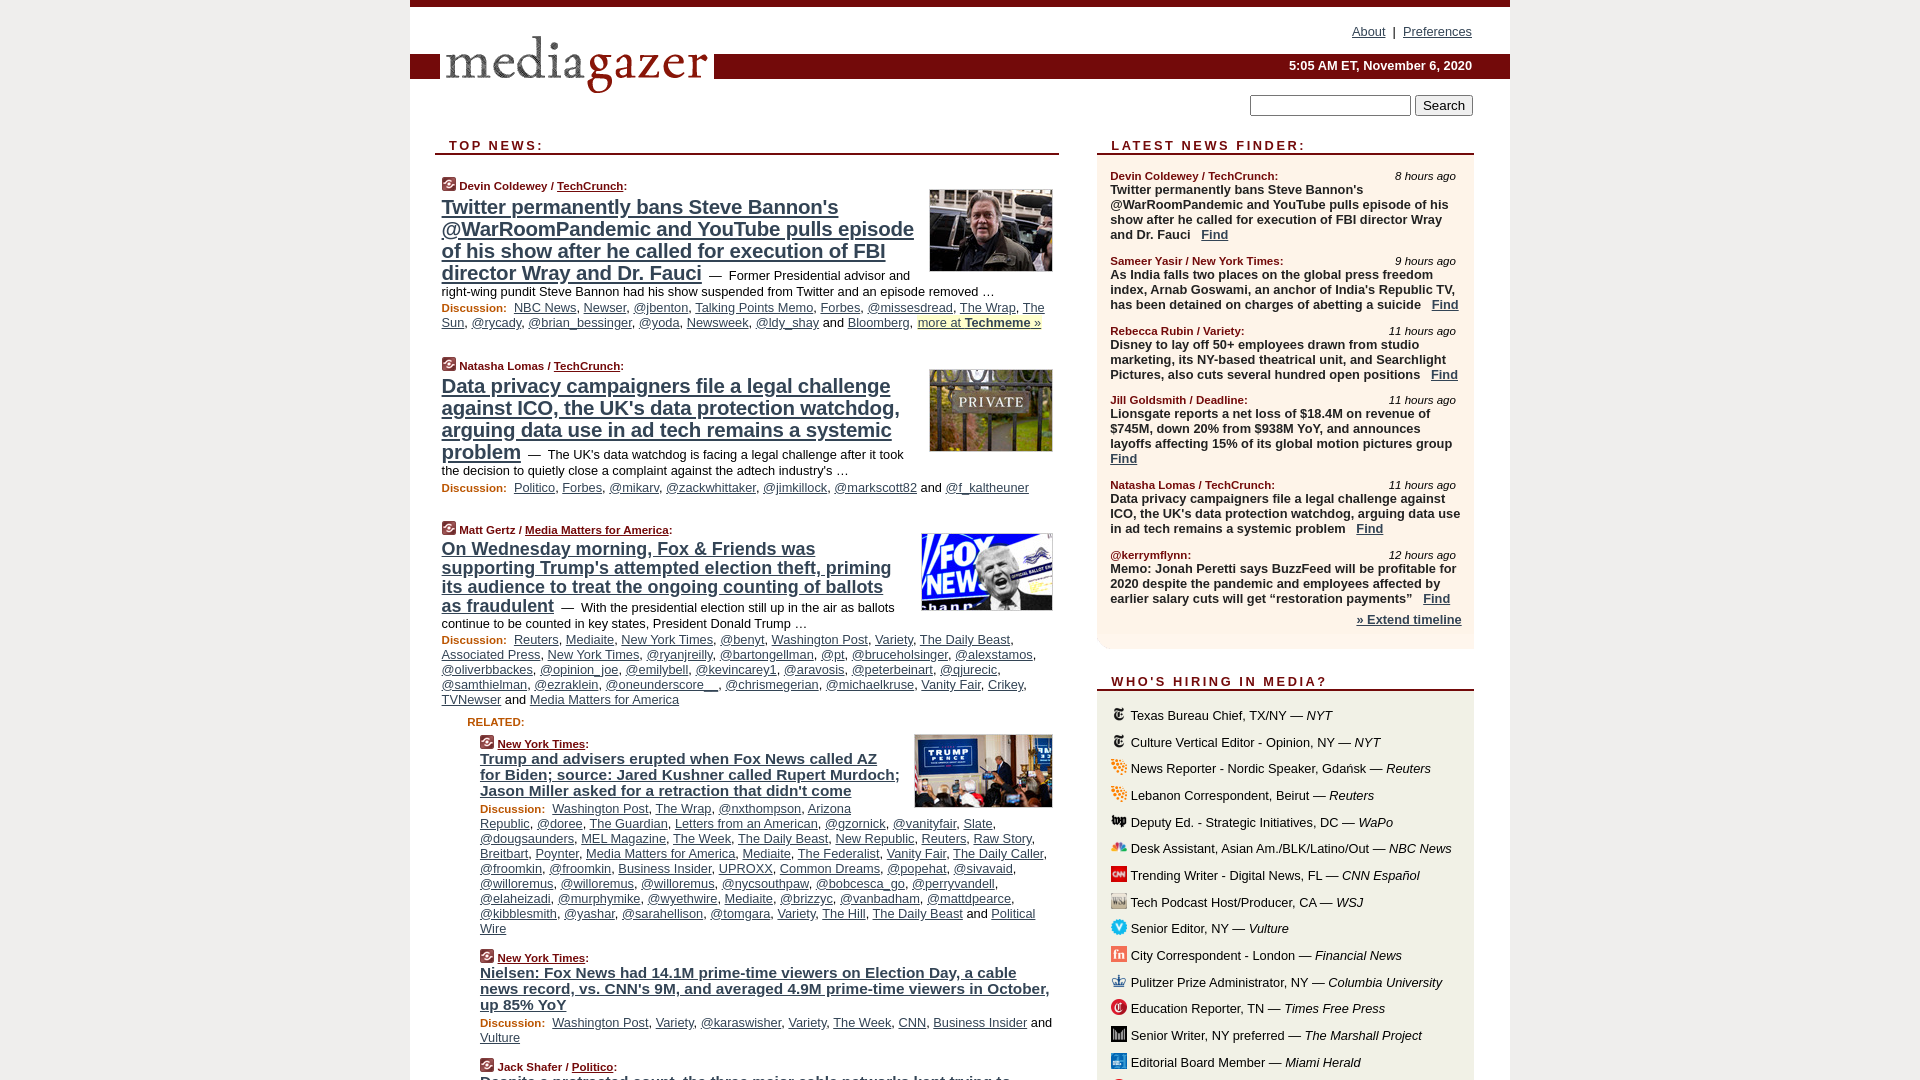 About | Preferences
mediagazer
5:05 AM ET, November 6, 2020
Search
TOP NEWS:
Devin Coldewey / TechCrunch:
Twitter permanently bans Steve Bannon's
@WarRoomPandemic and YouTube pulls episode
of his show after he called for execution of FBI
director Wray and Dr. Fauci — Former Presidential advisor and
right-wing pundit Steve Bannon had his show suspended from Twitter and an episode removed …
Discussion: NBC News, Newser, @jbenton, Talking Points Memo, Forbes, @missesdread, The Wrap, The
Sun, @rycady, @brian_bessinger, @yoda, Newsweek, @ldy_shay and Bloomberg, more at Techmeme »
Natasha Lomas / TechCrunch:
Data privacy campaigners file a legal challenge
against ICO, the UK's data protection watchdog,
arguing data use in ad tech remains a systemic
problem — The UK's data watchdog is facing a legal challenge after it took
the decision to quietly close a complaint against the adtech industry's …
PRIVATE
Discussion: Politico, Forbes, @mikarv, @zackwhittaker, @jimkillock, @markscott82 and @f_kaltheuner
Matt Gertz / Media Matters for America:
On Wednesday morning, Fox & Friends was
supporting Trump's attempted election theft, priming
its audience to treat the ongoing counting of ballots
as fraudulent — With the presidential election still up in the air as ballots
continue to be counted in key states, President Donald Trump …
FOX
NEWS
chann
OFFICIAL BALLOT
Discussion: Reuters, Mediaite, New York Times, @benyt, Washington Post, Variety, The Daily Beast,
Associated Press, New York Times, @ryanjreilly, @bartongellman, @pt, @bruceholsinger, @alexstamos,
@oliverbbackes, @opinion_joe, @emilybell, @kevincarey1, @aravosis, @peterbeinart, @qjurecic,
@samthielman, @ezraklein, @oneunderscore__, @chrismegerian, @michaelkruse, Vanity Fair, Crikey,
TVNewser and Media Matters for America
RELATED:
New York Times:
Trump and advisers erupted when Fox News called AZ
for Biden; source: Jared Kushner called Rupert Murdoch;
Jason Miller asked for a retraction that didn't come
TRUMP
PENCE
Discussion: Washington Post, The Wrap, @nxthompson, Arizona
Republic, @doree, The Guardian, Letters from an American, @gzornick, @vanityfair, Slate,
@dougsaunders, MEL Magazine, The Week, The Daily Beast, New Republic, Reuters, Raw Story,
Breitbart, Poynter, Media Matters for America, Mediaite, The Federalist, Vanity Fair, The Daily Caller,
@froomkin, @froomkin, Business Insider, UPROXX, Common Dreams, @popehat, @sivavaid,
@willoremus, @willoremus, @willoremus, @nycsouthpaw, @bobcesca_go, @perryvandell,
@elaheizadi, @murphymike, @wyethwire, Mediaite, @brizzyc, @vanbadham, @mattdpearce,
@kibblesmith, @yashar, @sarahellison, @tomgara, Variety, The Hill, The Daily Beast and Political
Wire
New York Times:
Nielsen: Fox News had 14.1M prime-time viewers on Election Day, a cable
news record, vs. CNN's 9M, and averaged 4.9M prime-time viewers in October,
up 85% YoY
Discussion: Washington Post, Variety, @karaswisher, Variety, The Week, CNN, Business Insider and
Vulture
Jack Shafer / Politico:
Despite a protracted count, the three major cable networks kept trying to
LATEST NEWS FINDER:
Devin Coldewey / TechCrunch: 8 hours ago
Twitter permanently bans Steve Bannon's
@WarRoomPandemic and YouTube pulls episode of his
show after he called for execution of FBI director Wray
and Dr. Fauci Find
Sameer Yasir / New York Times: 9 hours ago
As India falls two places on the global press freedom
index, Arnab Goswami, an anchor of India's Republic TV,
has been detained on charges of abetting a suicide Find
Rebecca Rubin / Variety: 11 hours ago
Disney to lay off 50+ employees drawn from studio
marketing, its NY-based theatrical unit, and Searchlight
Pictures, also cuts several hundred open positions Find
Jill Goldsmith / Deadline: 11 hours ago
Lionsgate reports a net loss of $18.4M on revenue of
$745M, down 20% from $938M YoY, and announces
layoffs affecting 15% of its global motion pictures group
Find
Natasha Lomas / TechCrunch: 11 hours ago
Data privacy campaigners file a legal challenge against
ICO, the UK's data protection watchdog, arguing data use
in ad tech remains a systemic problem Find
@kerrymflynn: 12 hours ago
Memo: Jonah Peretti says BuzzFeed will be profitable for
2020 despite the pandemic and employees affected by
earlier salary cuts will get “restoration payments” Find
» Extend timeline
WHO'S HIRING IN MEDIA?
Texas Bureau Chief, TX/NY — NYT
Culture Vertical Editor - Opinion, NY — NYT
News Reporter - Nordic Speaker, Gdańsk — Reuters
Lebanon Correspondent, Beirut — Reuters
wp Deputy Ed. - Strategic Initiatives, DC — WaPo
Desk Assistant, Asian Am./BLK/Latino/Out — NBC News
CNN Trending Writer - Digital News, FL — CNN Español
Tech Podcast Host/Producer, CA — WSJ
Senior Editor, NY — Vulture
fn City Correspondent - London — Financial News
Pulitzer Prize Administrator, NY — Columbia University
Education Reporter, TN — Times Free Press
Senior Writer, NY preferred — The Marshall Project
Editorial Board Member — Miami Herald